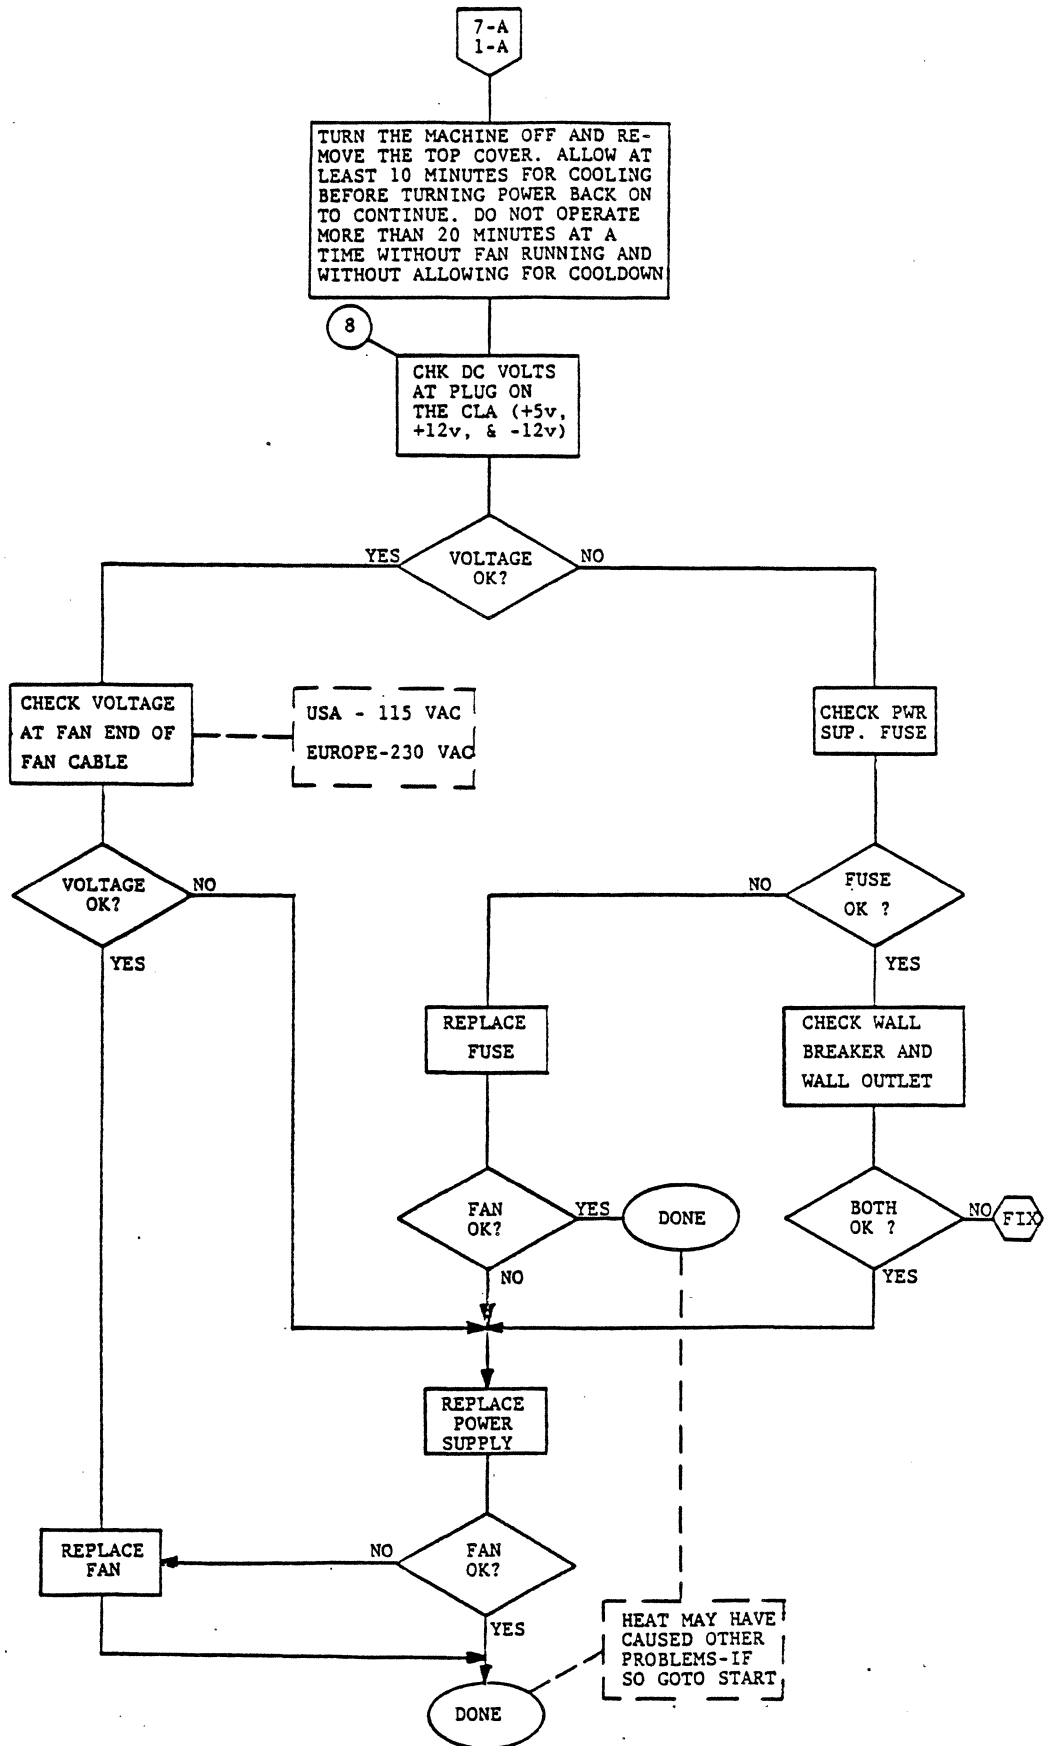 7-A
1-A
TURN THE MACHINE OFF AND RE-
MOVE THE TOP COVER. ALLOW AT
LEAST 10 MINUTES FOR COOLING
BEFORE TURNING POWER BACK ON
TO CONTINUE. DO NOT OPERATE
MORE THAN 20 MINUTES AT A
TIME WITHOUT FAN RUNNING AND
WITHOUT ALLOWING FOR COOLDOWN
8
CHK DC VOLTS
AT PLUG ON
THE CLA (+5v,
+12v, & -12v)
YES
VOLTAGE
OK?
NO
CHECK VOLTAGE
AT FAN END OF
FAN CABLE
USA - 115 VAC
EUROPE-230 VAC
CHECK PWR
SUP. FUSE
VOLTAGE
OK?
NO
YES
NO
FUSE
OK ?
YES
REPLACE
FUSE
CHECK WALL
BREAKER AND
WALL OUTLET
FAN
OK?
YES
DONE
NO
BOTH
OK ?
NO
FIX
YES
REPLACE
POWER
SUPPLY
REPLACE
FAN
NO
FAN
OK?
YES
HEAT MAY HAVE
CAUSED OTHER
PROBLEMS-IF
SO GOTO START
DONE